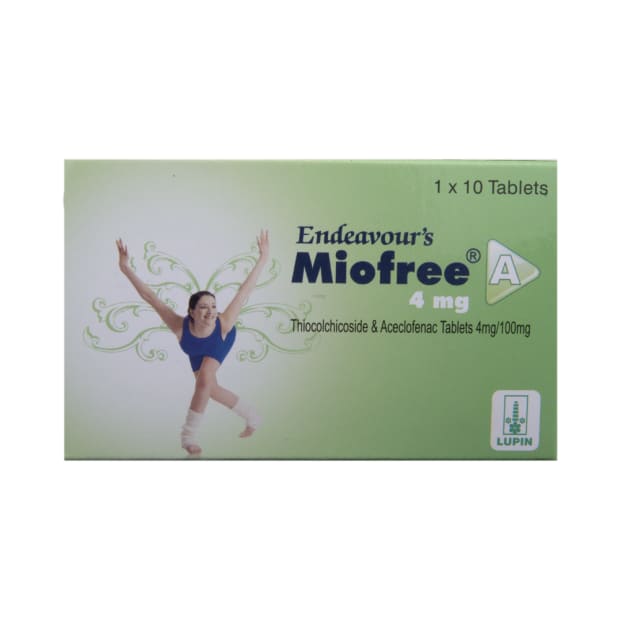 1 x 10 Tablets
Endeavour's
Miofree® A
4 mg
Thiocolchicoside & Aceclofenac Tablets 4mg/100mg
LUPIN